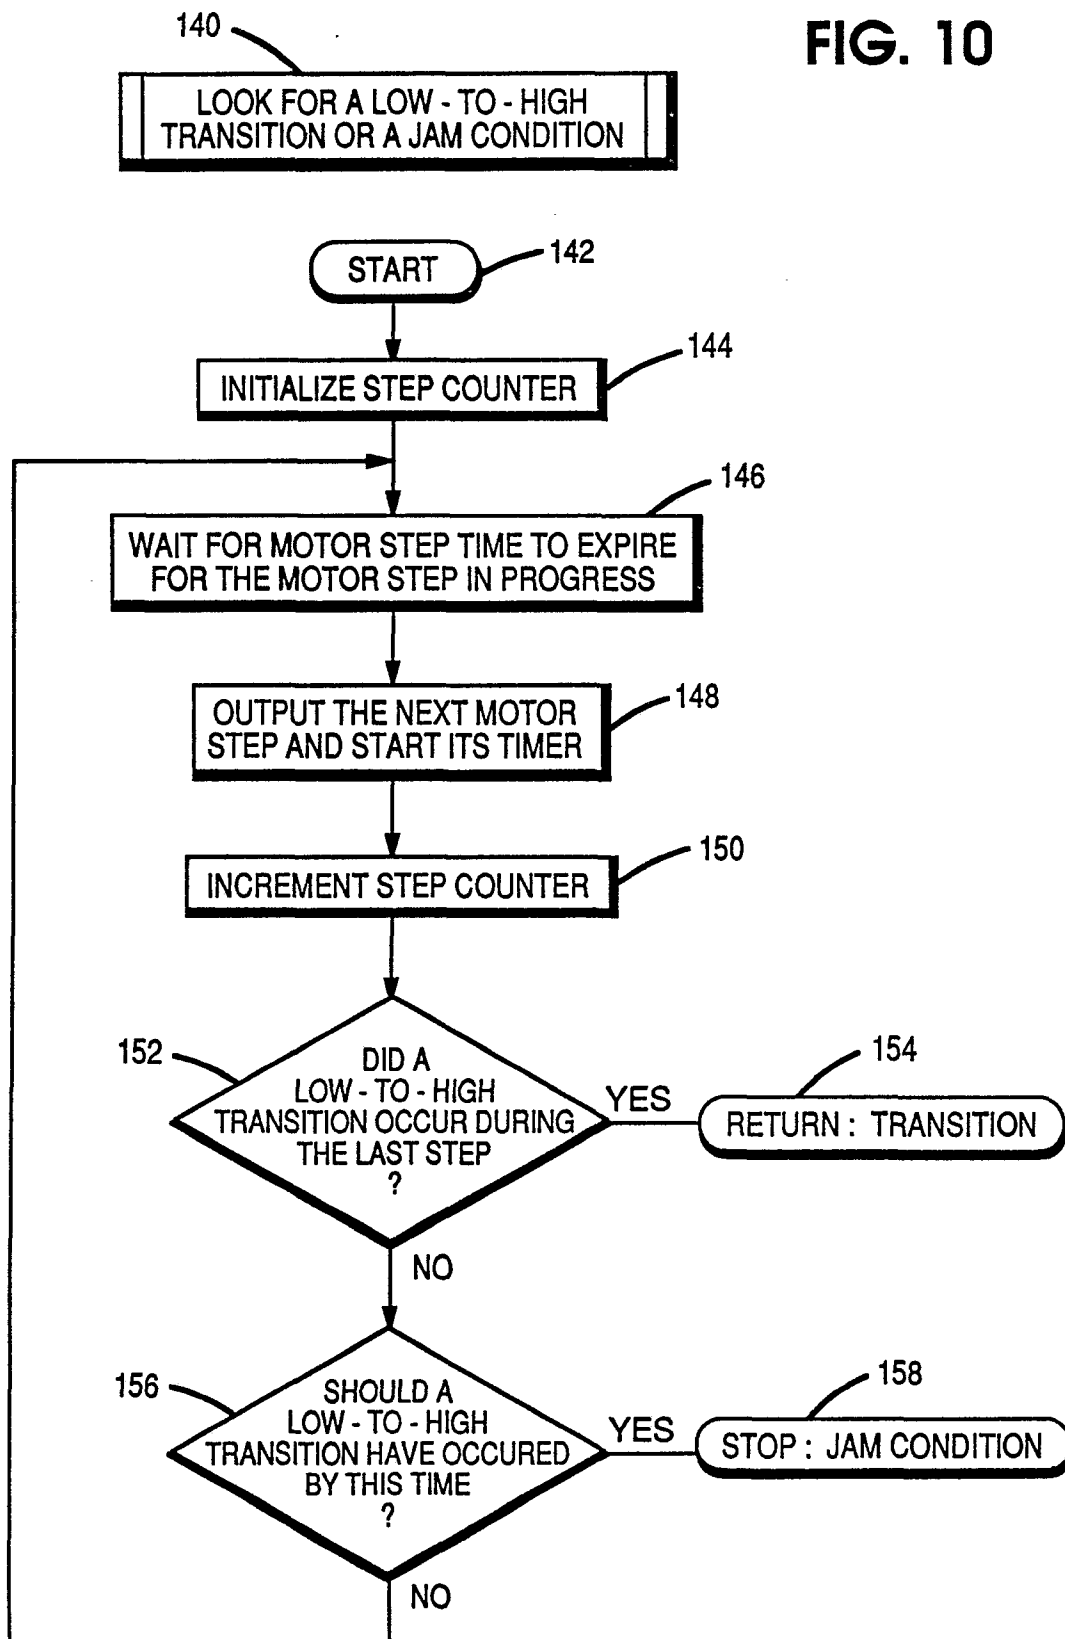 140
FIG. 10
LOOK FOR A LOW - TO - HIGH
TRANSITION OR A JAM CONDITION
START
142
144
INITIALIZE STEP COUNTER
146
WAIT FOR MOTOR STEP TIME TO EXPIRE
FOR THE MOTOR STEP IN PROGRESS
148
OUTPUT THE NEXT MOTOR
STEP AND START ITS TIMER
150
INCREMENT STEP COUNTER
152
DID A
LOW - TO - HIGH
TRANSITION OCCUR DURING
THE LAST STEP
?
YES
154
RETURN : TRANSITION
NO
156
SHOULD A
LOW - TO - HIGH
TRANSITION HAVE OCCURED
BY THIS TIME
?
YES
158
STOP : JAM CONDITION
NO